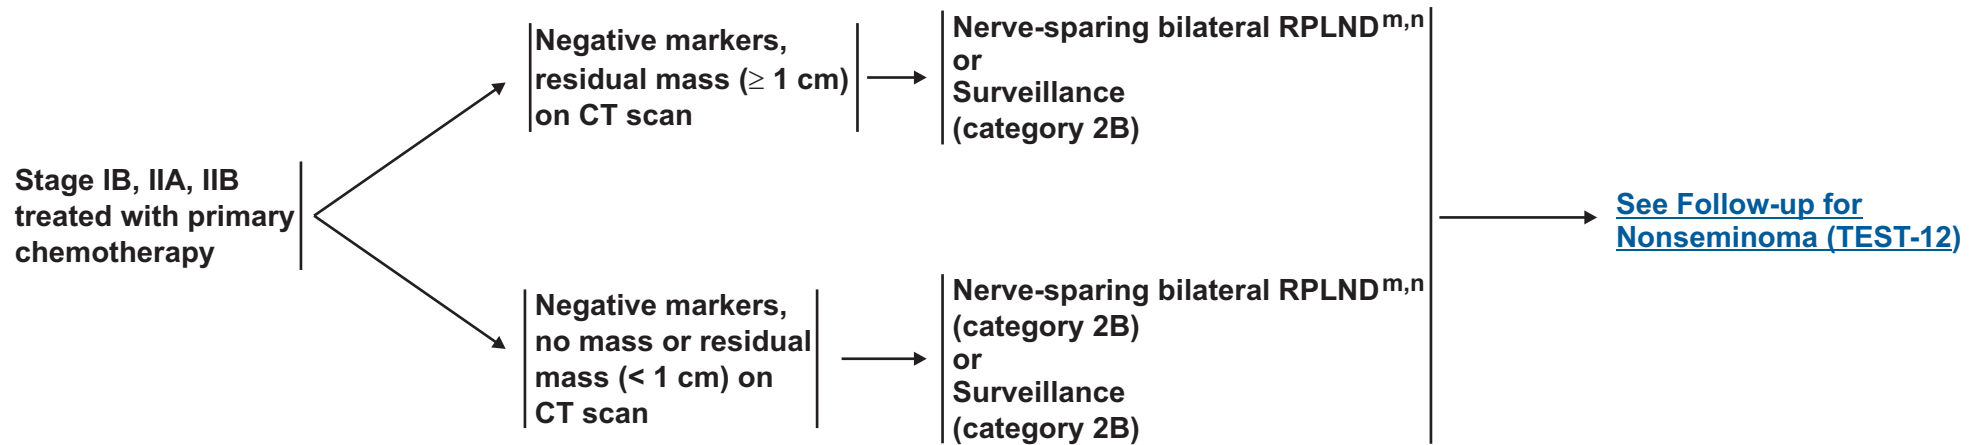 Stage IB, IIA, IIB
treated with primary
chemotherapy
Negative markers,
residual mass (≥ 1 cm)
on CT scan
Nerve-sparing bilateral RPLND m,n
or
Surveillance
(category 2B)
Negative markers,
no mass or residual
mass (< 1 cm) on
CT scan
Nerve-sparing bilateral RPLND m,n
(category 2B)
or
Surveillance
(category 2B)
See Follow-up for
Nonseminoma (TEST-12)